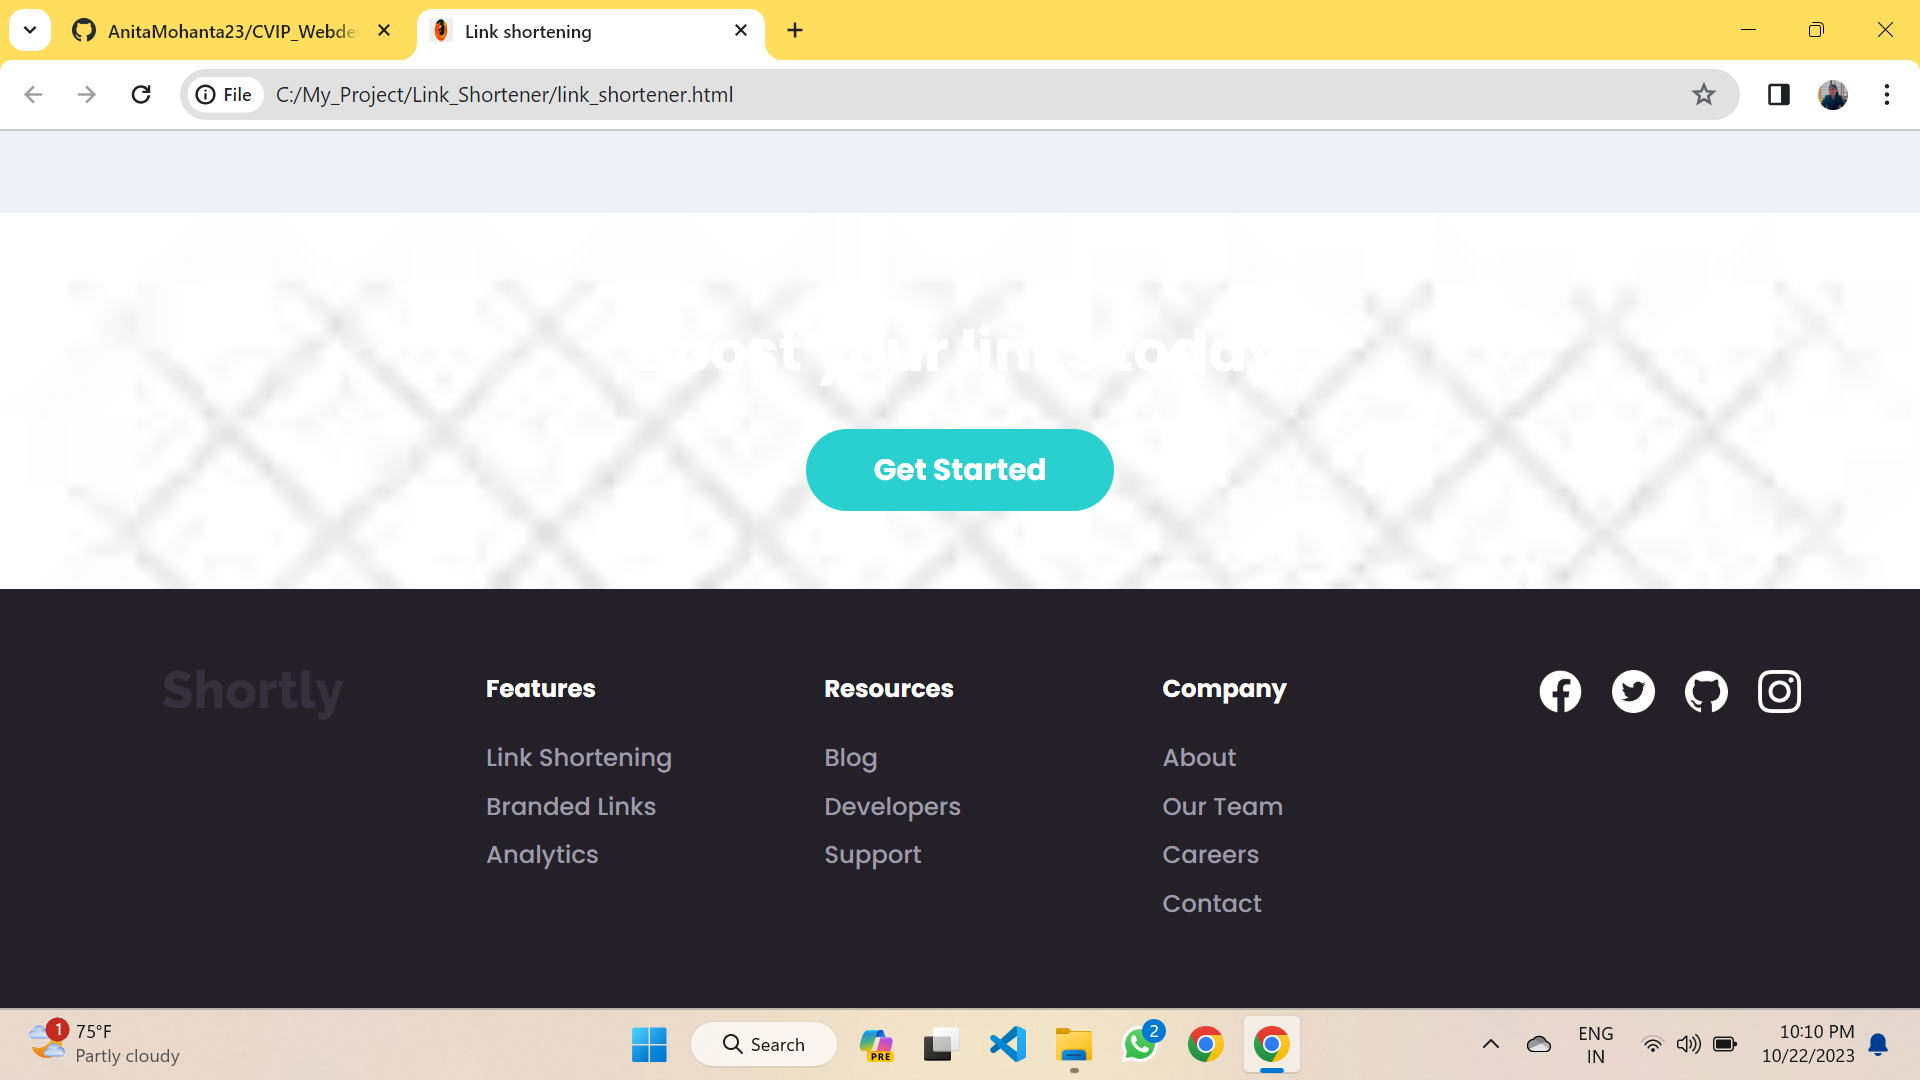 AnitaMohanta23/CVIP_Webde
Link shortening
File
C:/My_Project/Link_Shortener/link_shortener.html
Boost your links today
Get Started
Shortly
Features
Resources
Company
Link Shortening
Blog
About
Branded Links
Developers
Our Team
Analytics
Support
Careers
Contact
1
75°F
Partly cloudy
Search
PRE
2
ENG
IN
10:10 PM
10/22/2023